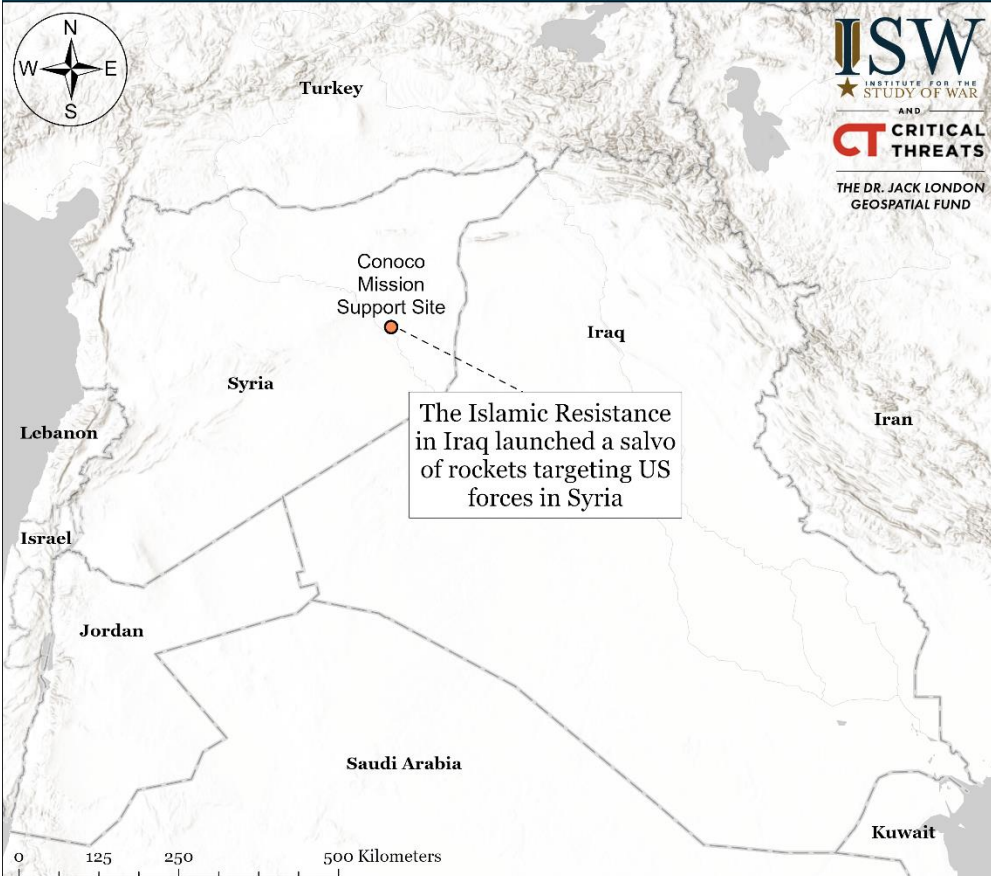 N
W E
S
Turkey
ISW
INSTITUTE FOR THE
STUDY OF WAR
AND
CT CRITICAL
THREATS
THE DR. JACK LONDON
GEOSPATIAL FUND
Conoco
Mission
Support Site
Iraq
Syria
Iran
Lebanon
The Islamic Resistance
in Iraq launched a salvo
of rockets targeting US
forces in Syria
Israel
Jordan
Saudi Arabia
Kuwait
0 125 250 500 Kilometers